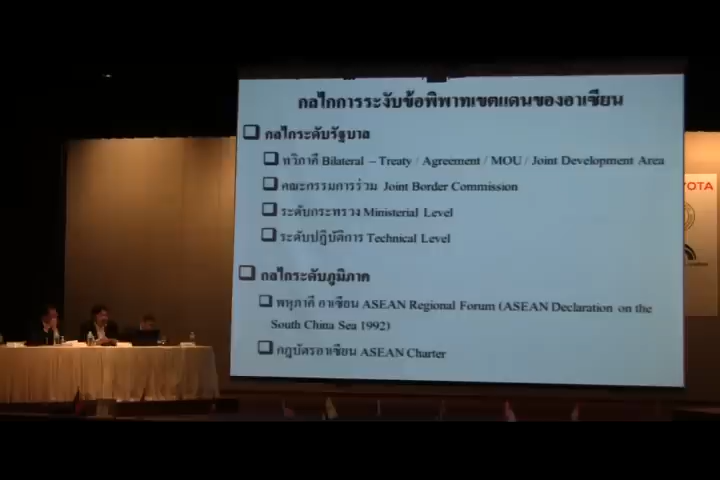 กลไกการระงับข้อพิพาทเขตแดนของอาเซียน
กลไกระดับรัฐบาล
ทวิภาคี Bilateral – Treaty / Agreement / MOU / Joint Development Area
คณะกรรมการร่วม Joint Border Commission
ระดับกระทรวง Ministerial Level
ระดับปฏิบัติการ Technical Level
กลไกระดับภูมิภาค
พหุภาคี อาเซียน ASEAN Regional Forum (ASEAN Declaration on the
South China Sea 1992)
กฎบัตรอาเซียน ASEAN Charter
YOTA